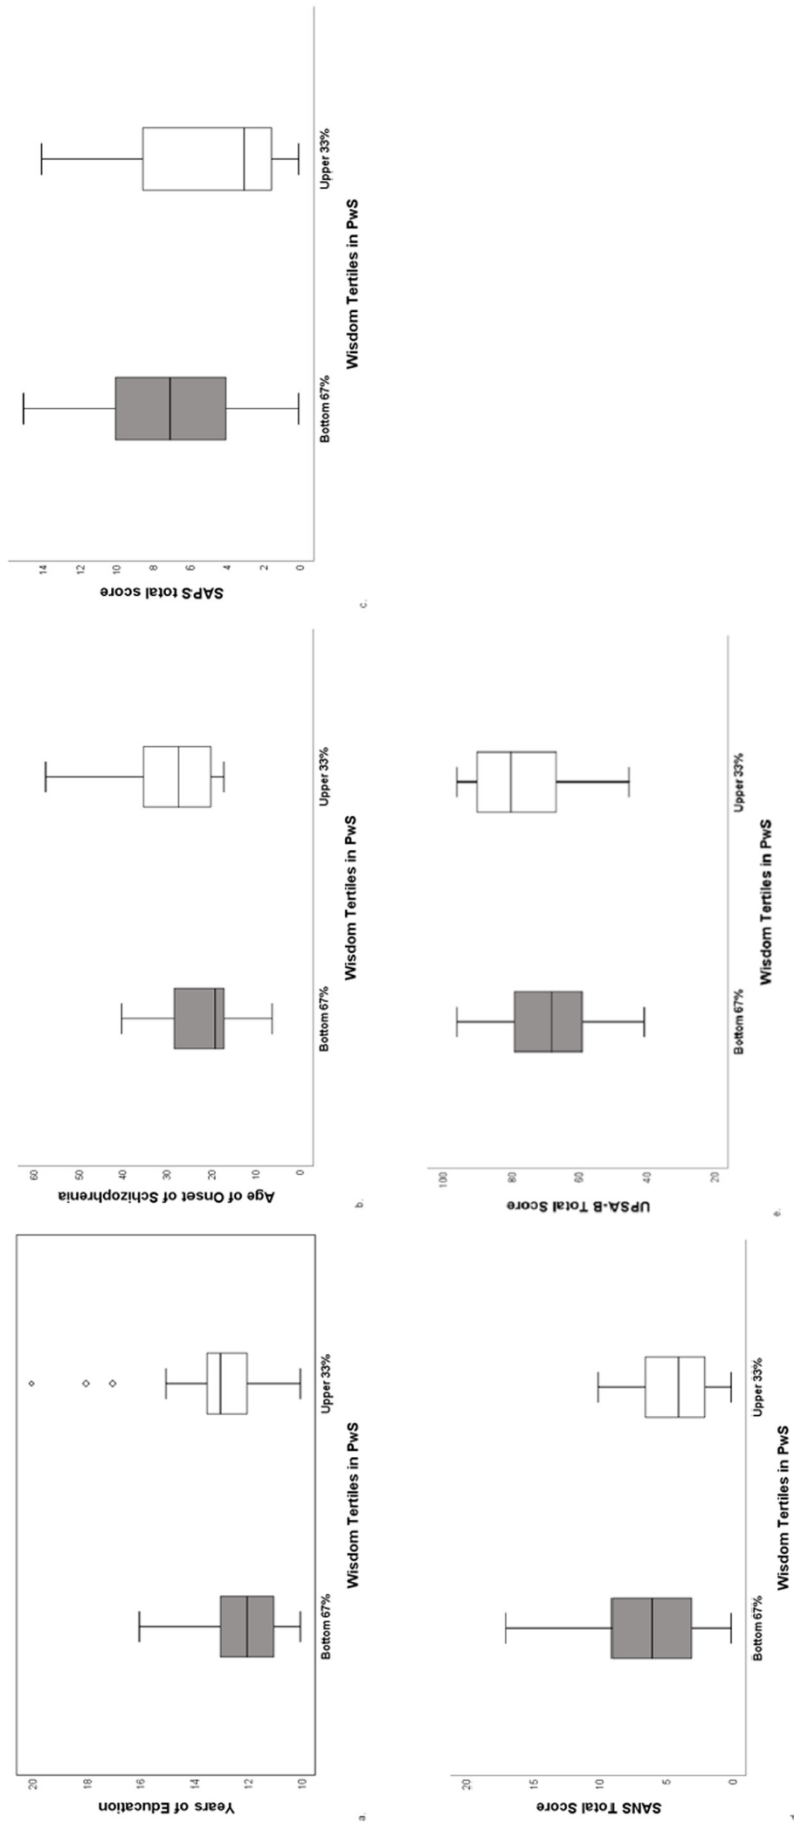 Years of Education
20
18
16
14
12
10
Bottom 67% Upper 33%
Wisdom Tertiles in PwS
a.
Age of Onset of Schizophrenia
60
50
40
30
20
10
0
Bottom 67% Upper 33%
Wisdom Tertiles in PwS
b.
SAPS total score
14
12
10
8
6
4
2
0
Bottom 67% Upper 33%
Wisdom Tertiles in PwS
c.
SANS Total Score
20
15
10
5
0
Bottom 67% Upper 33%
Wisdom Tertiles in PwS
UPSA-B Total Score
100
80
60
40
20
Bottom 67% Upper 33%
Wisdom Tertiles in PwS
e.